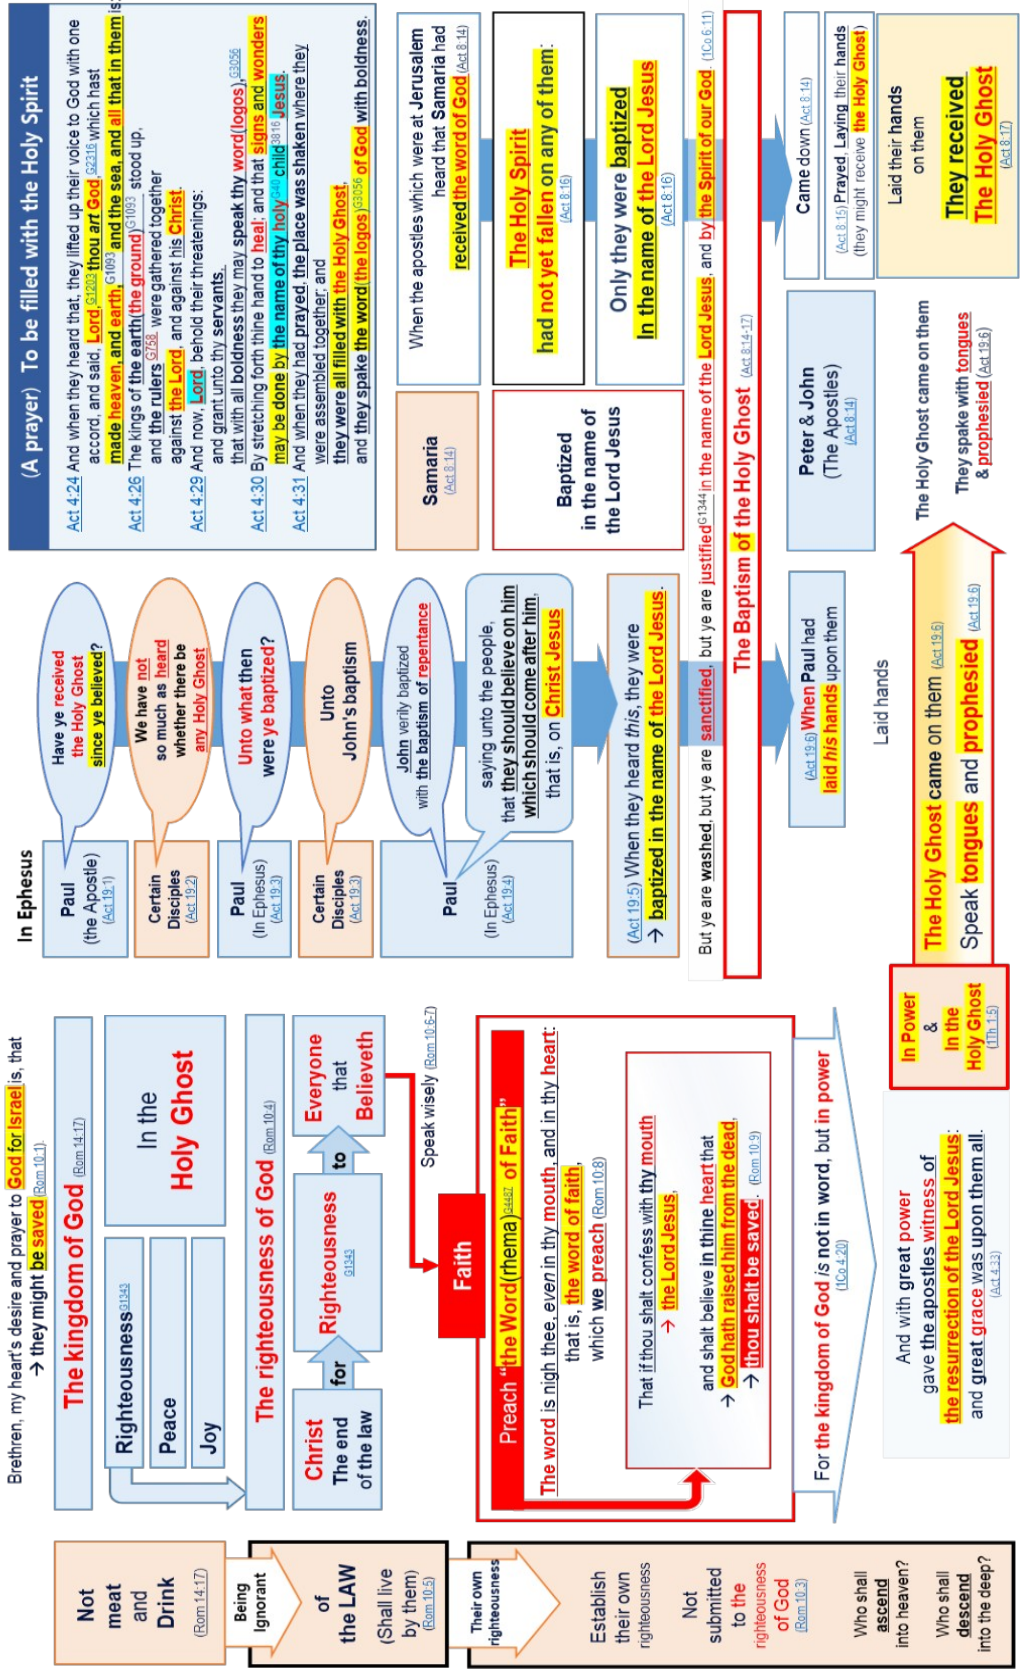 Not
meat
and
Drink
(Rom 14:17)
Being
Ignorant
of
the LAW
(Shall live
by them)
(Rom 10:5)
Their own
righteousness
Establish
their own
righteousness
Not
submitted
to the
righteousness
of God
(Rom 10:3)
Who shall
ascend
into heaven?
Who shall
descend
into the deep?
Brethren, my heart's desire and prayer to God for Israel is, that
→ they might be saved (Rom 10:1).
The kingdom of God (Rom 14:17)
Righteousness G1343
Peace
Joy
In the
Holy Ghost
The righteousness of God (Rom 10:4)
Christ
The end
of the law
for
Righteousness
G1343
to
Everyone
that
Believeth
Speak wisely (Rom 10:6-7)
Faith
Preach "the Word(rhema)G4487 of Faith"
The word is nigh thee, even in thy mouth, and in thy heart:
that is, the word of faith,
which we preach (Rom 10:8)
That if thou shalt confess with thy mouth
→ the Lord Jesus,
and shalt believe in thine heart that
→ God hath raised him from the dead,
→ thou shalt be saved. (Rom 10:9)
For the kingdom of God is not in word, but in power
(1Co 4:20)
And with great power
gave the apostles witness of
the resurrection of the Lord Jesus:
and great grace was upon them all.
(Act 4:33)
In Power
&
In the
Holy Ghost
(1Th 1:5)
The Holy Ghost came on them (Act 19:6)
Speak tongues and prophesied (Act 19:6)
The Holy Ghost came on them
They spake with tongues
& prophesied (Act 19:6)
In Ephesus
Paul
(the Apostle)
(Act 19:1)
Have ye received
the Holy Ghost
since ye believed?
Certain
Disciples
(Act 19:2)
We have not
so much as heard
whether there be
any Holy Ghost
Paul
(In Ephesus)
(Act 19:3)
Unto what then
were ye baptized?
Certain
Disciples
(Act 19:3)
Unto
John's baptism
Paul
(In Ephesus)
(Act 19:4)
John verily baptized
with the baptism of repentance
saying unto the people,
that they should believe on him
which should come after him,
that is, on Christ Jesus
(Act 19:5) When they heard this, they were
→ baptized in the name of the Lord Jesus.
But ye are washed, but ye are sanctified, but ye are justifiedG1344 in the name of the Lord Jesus, and by the Spirit of our God. (1Co 6:11)
The Baptism of the Holy Ghost (Act 8:14-17)
(Act 19:6) When Paul had
laid his hands upon them
Laid hands
Peter & John
(The Apostles)
(Act 8:14)
Came down (Act 8:14)
(Act 8:15) Prayed, Laying their hands
(they might receive the Holy Ghost)
Laid their hands
on them
They received
The Holy Ghost
(Act 8:17)
(A prayer) To be filled with the Holy Spirit
Act 4:24 And when they heard that, they lifted up their voice to God with one
accord, and said, Lord,G1203 thou art God,G2316 which hast
made heaven, and earth,G1093 and the sea, and all that in them is:
Act 4:26 The kings of the earth(the ground)G1093 stood up,
and the rulers G758 were gathered together
against the Lord, and against his Christ.
Act 4:29 And now, Lord, behold their threatenings:
and grant unto thy servants,
that with all boldness they may speak thy word(logos),G3056
Act 4:30 By stretching forth thine hand to heal; and that signs and wonders
may be done by the name of thy holyG40 child3816 Jesus.
Act 4:31 And when they had prayed, the place was shaken where they
were assembled together; and
they were all filled with the Holy Ghost,
and they spake the word(the logos)G3056 of God with boldness.
Samaria
(Act 8:14)
When the apostles which were at Jerusalem
heard that Samaria had
received the word of God (Act 8:14)
Baptized
in the name of
the Lord Jesus
The Holy Spirit
had not yet fallen on any of them:
(Act 8:16)
Only they were baptized
In the name of the Lord Jesus
(Act 8:16)